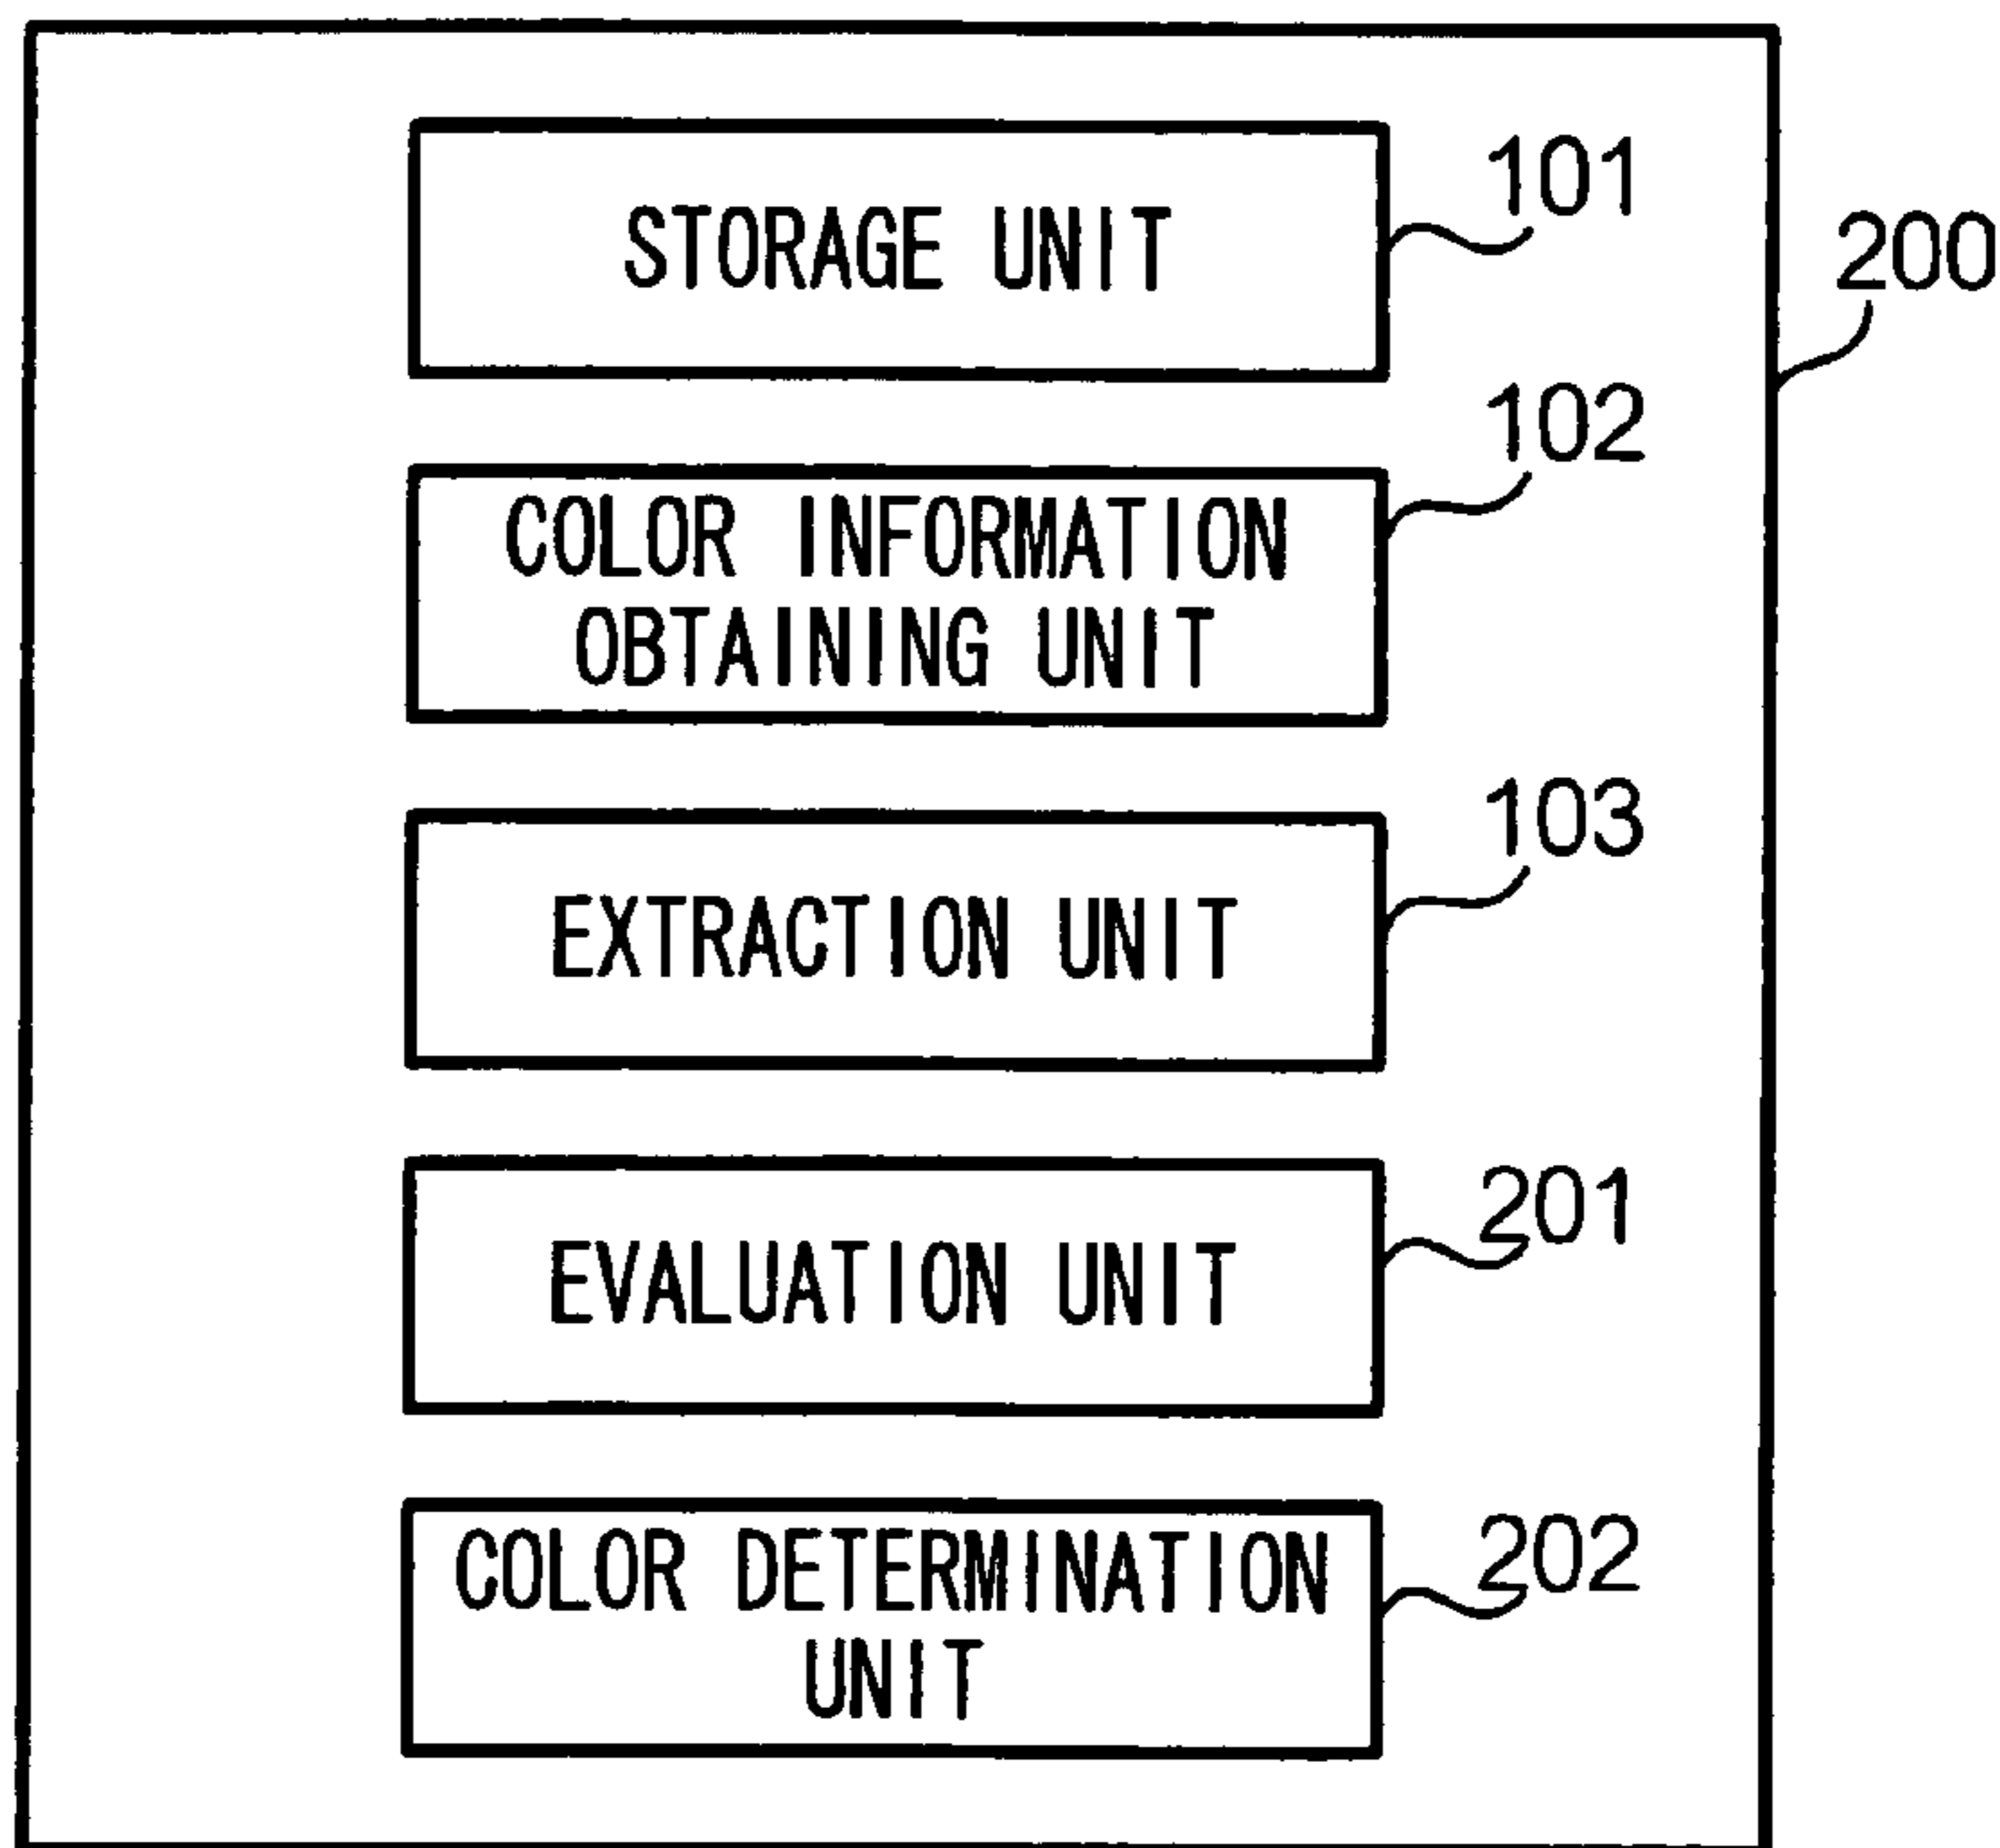 STORAGE UNIT
101
200
COLOR INFORMATION
OBTAINING UNIT
102
EXTRACTION UNIT
103
EVALUATION UNIT
201
COLOR DETERMINATION
UNIT
202